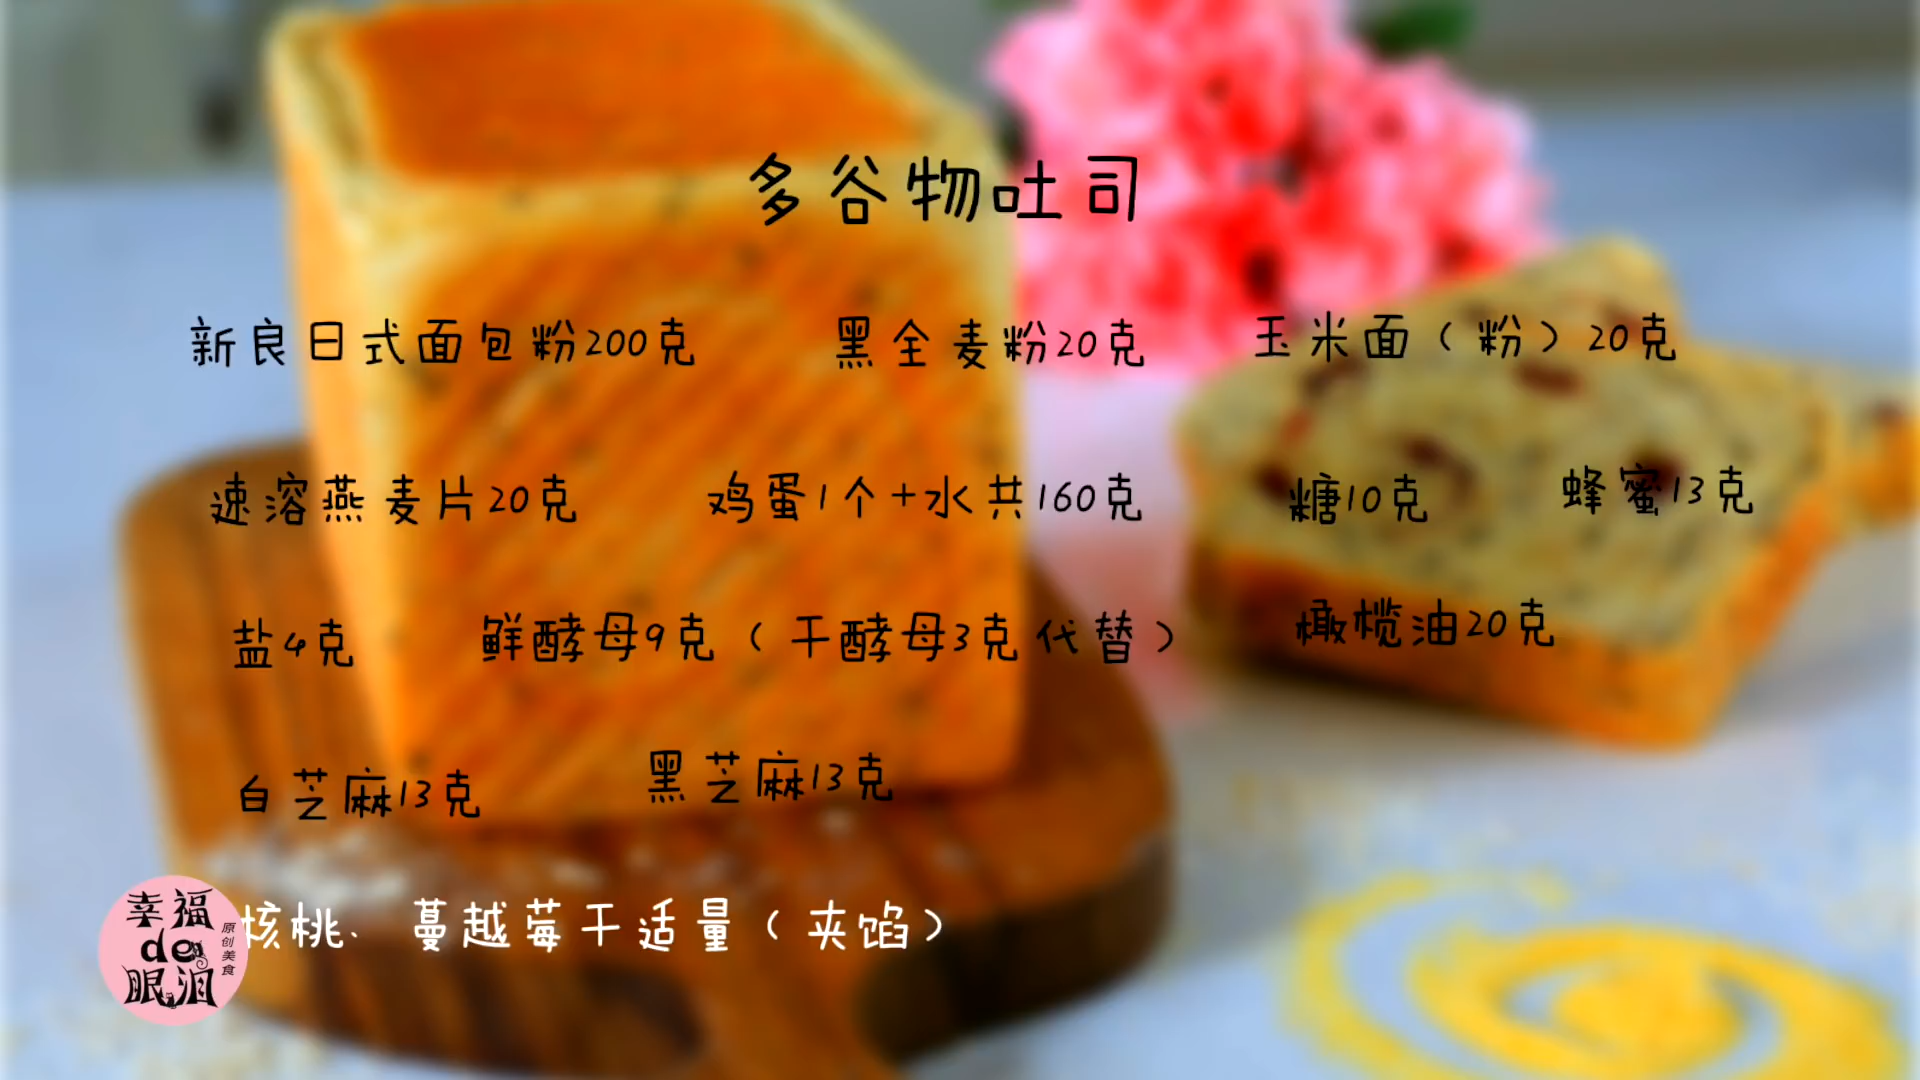 多谷物吐司
新良日式面包粉200克 黑全麦粉20克 玉米面（粉）20克
速溶燕麦片20克 鸡蛋1个+水共160克 糖10克 蜂蜜13克
盐4克 鲜酵母9克（干酵母3克代替） 橄榄油20克
白芝麻13克 黑芝麻13克
核桃、蔓越莓干适量（夹馅）
幸福
de
眼泪
原创美食